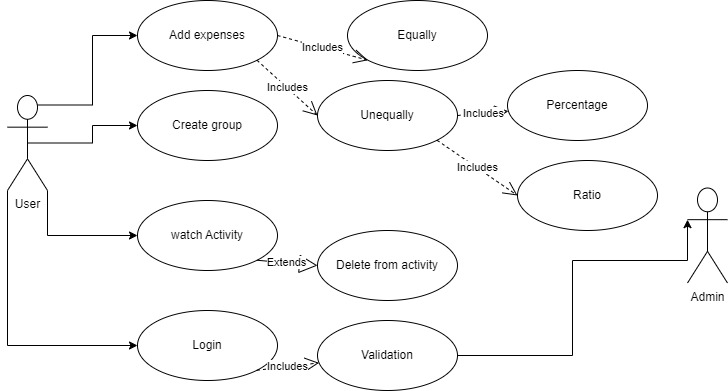 Add expenses
Includes
Equally
Includes
Unequally
Includes
Percentage
Create group
Includes
Ratio
User
watch Activity
Extends
Delete from activity
Admin
Login
Includes
Validation